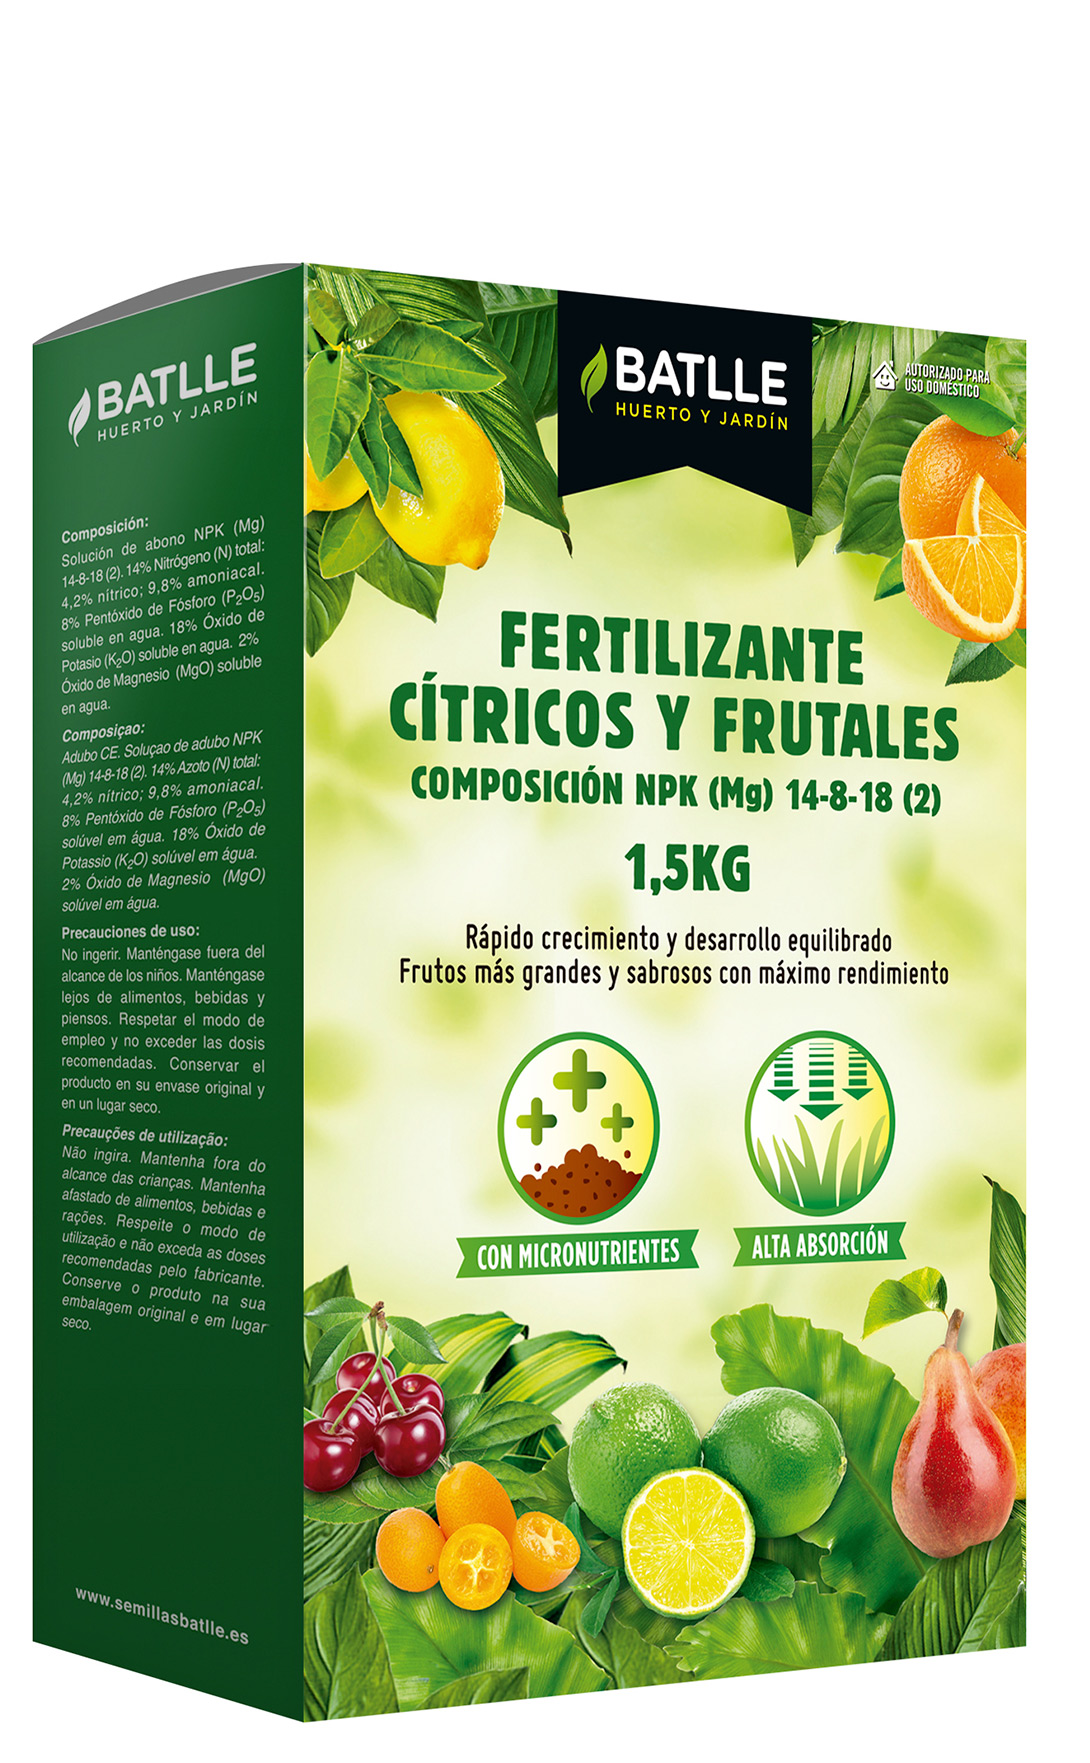 BATLLE
HUERTO Y JARDÍN
Composición:
Solución de abono NPK (Mg)
14-8-18 (2). 14% Nitrógeno (N) total:
4,2% nítrico; 9,8% amoniacal.
8% Pentóxido de Fósforo (P₂O₅)
soluble en agua. 18% Óxido de
Potasio (K₂O) soluble en agua. 2%
Óxido de Magnesio (MgO) soluble
en agua.
Composiçao:
Adubo CE. Soluçao de adubo NPK
(Mg) 14-8-18 (2). 14% Azoto (N) total:
4,2% nítrico; 9,8% amoniacal.
8% Pentóxido de Fósforo (P₂O₅)
solúvel em água. 18% Óxido de
Potassio (K₂O) solúvel em água.
2% Óxido de Magnesio (MgO)
solúvel em água.
Precauciones de uso:
No ingerir. Manténgase fuera del
alcance de los niños. Manténgase
lejos de alimentos, bebidas y
piensos. Respetar el modo de
empleo y no exceder las dosis
recomendadas. Conservar el
producto en su envase original y
en un lugar seco.
Precauções de utilização:
Não ingira. Mantenha fora do
alcance das crianças. Mantenha
afastado de alimentos, bebidas e
rações. Respeite o modo de
utilização e não exceda as doses
recomendadas pelo fabricante.
Conserve o produto na sua
embalagem original e em lugar
seco.
www.semillasbatlle.es
BATLLE
HUERTO Y JARDÍN
AUTORIZADO PARA
USO DOMÉSTICO
FERTILIZANTE
CÍTRICOS Y FRUTALES
COMPOSICIÓN NPK (Mg) 14-8-18 (2)
1,5KG
Rápido crecimiento y desarrollo equilibrado
Frutos más grandes y sabrosos con máximo rendimiento
CON MICRONUTRIENTES
ALTA ABSORCIÓN